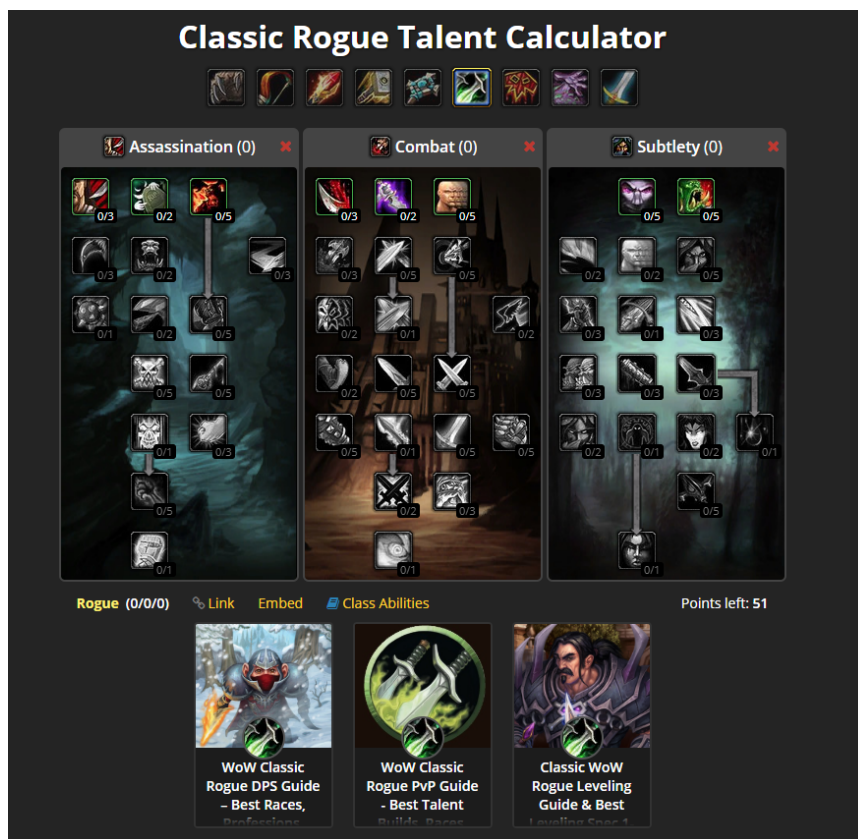 Classic Rogue Talent Calculator
Assassination (0)
Combat (0)
Subtlety (0)
0/3 0/2 0/5
0/3 0/2 0/5
0/5 0/5
0/3 0/2 0/3
0/3 0/5 0/5
0/2 0/2 0/5
0/1 0/2 0/5
0/2 0/1 0/2
0/3 0/1 0/3
0/5 0/5
0/2 0/5 0/5
0/3 0/1 0/3
0/1 0/3
0/5 0/1 0/5 0/5
0/2 0/1 0/2 0/1
0/5
0/2 0/3
0/5
0/1
0/1
0/1
Rogue (0/0/0)
Link
Embed
Class Abilities
Points left: 51
WoW Classic
Rogue DPS Guide
– Best Races,
Professions,
WoW Classic
Rogue PvP Guide
- Best Talent
Builds, Races,
Classic WoW
Rogue Leveling
Guide & Best
Leveling Spec 1-